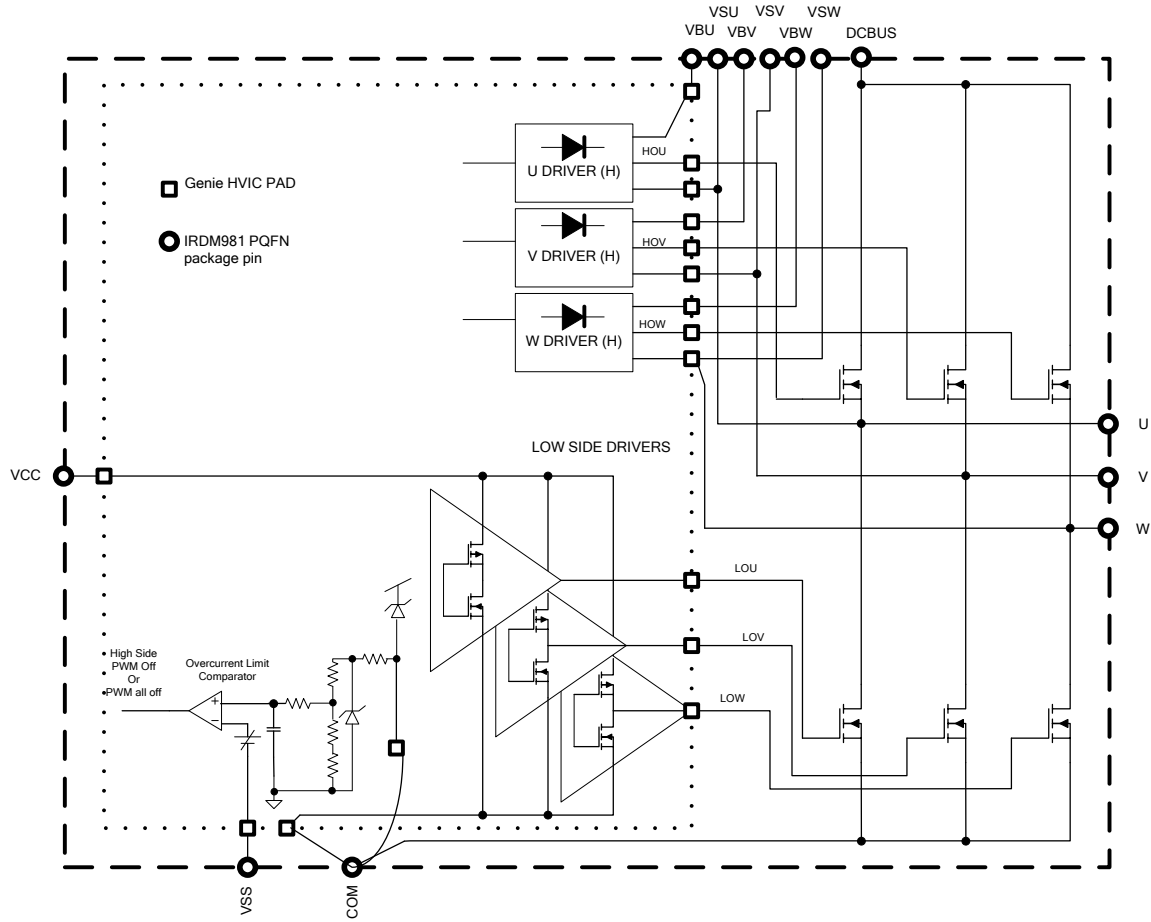 VSU
VSV
VSW
VBU
VBV
VBW
DCBUS
U DRIVER (H)
HOU
Genie HVIC PAD
IRDM981 PQFN
package pin
V DRIVER (H)
HOV
W DRIVER (H)
HOW
U
LOW SIDE DRIVERS
VCC
V
W
LOU
LOV
High Side
PWM Off
Or
PWM all off
Overcurrent Limit
Comparator
+
−
LOW
VSS
COM